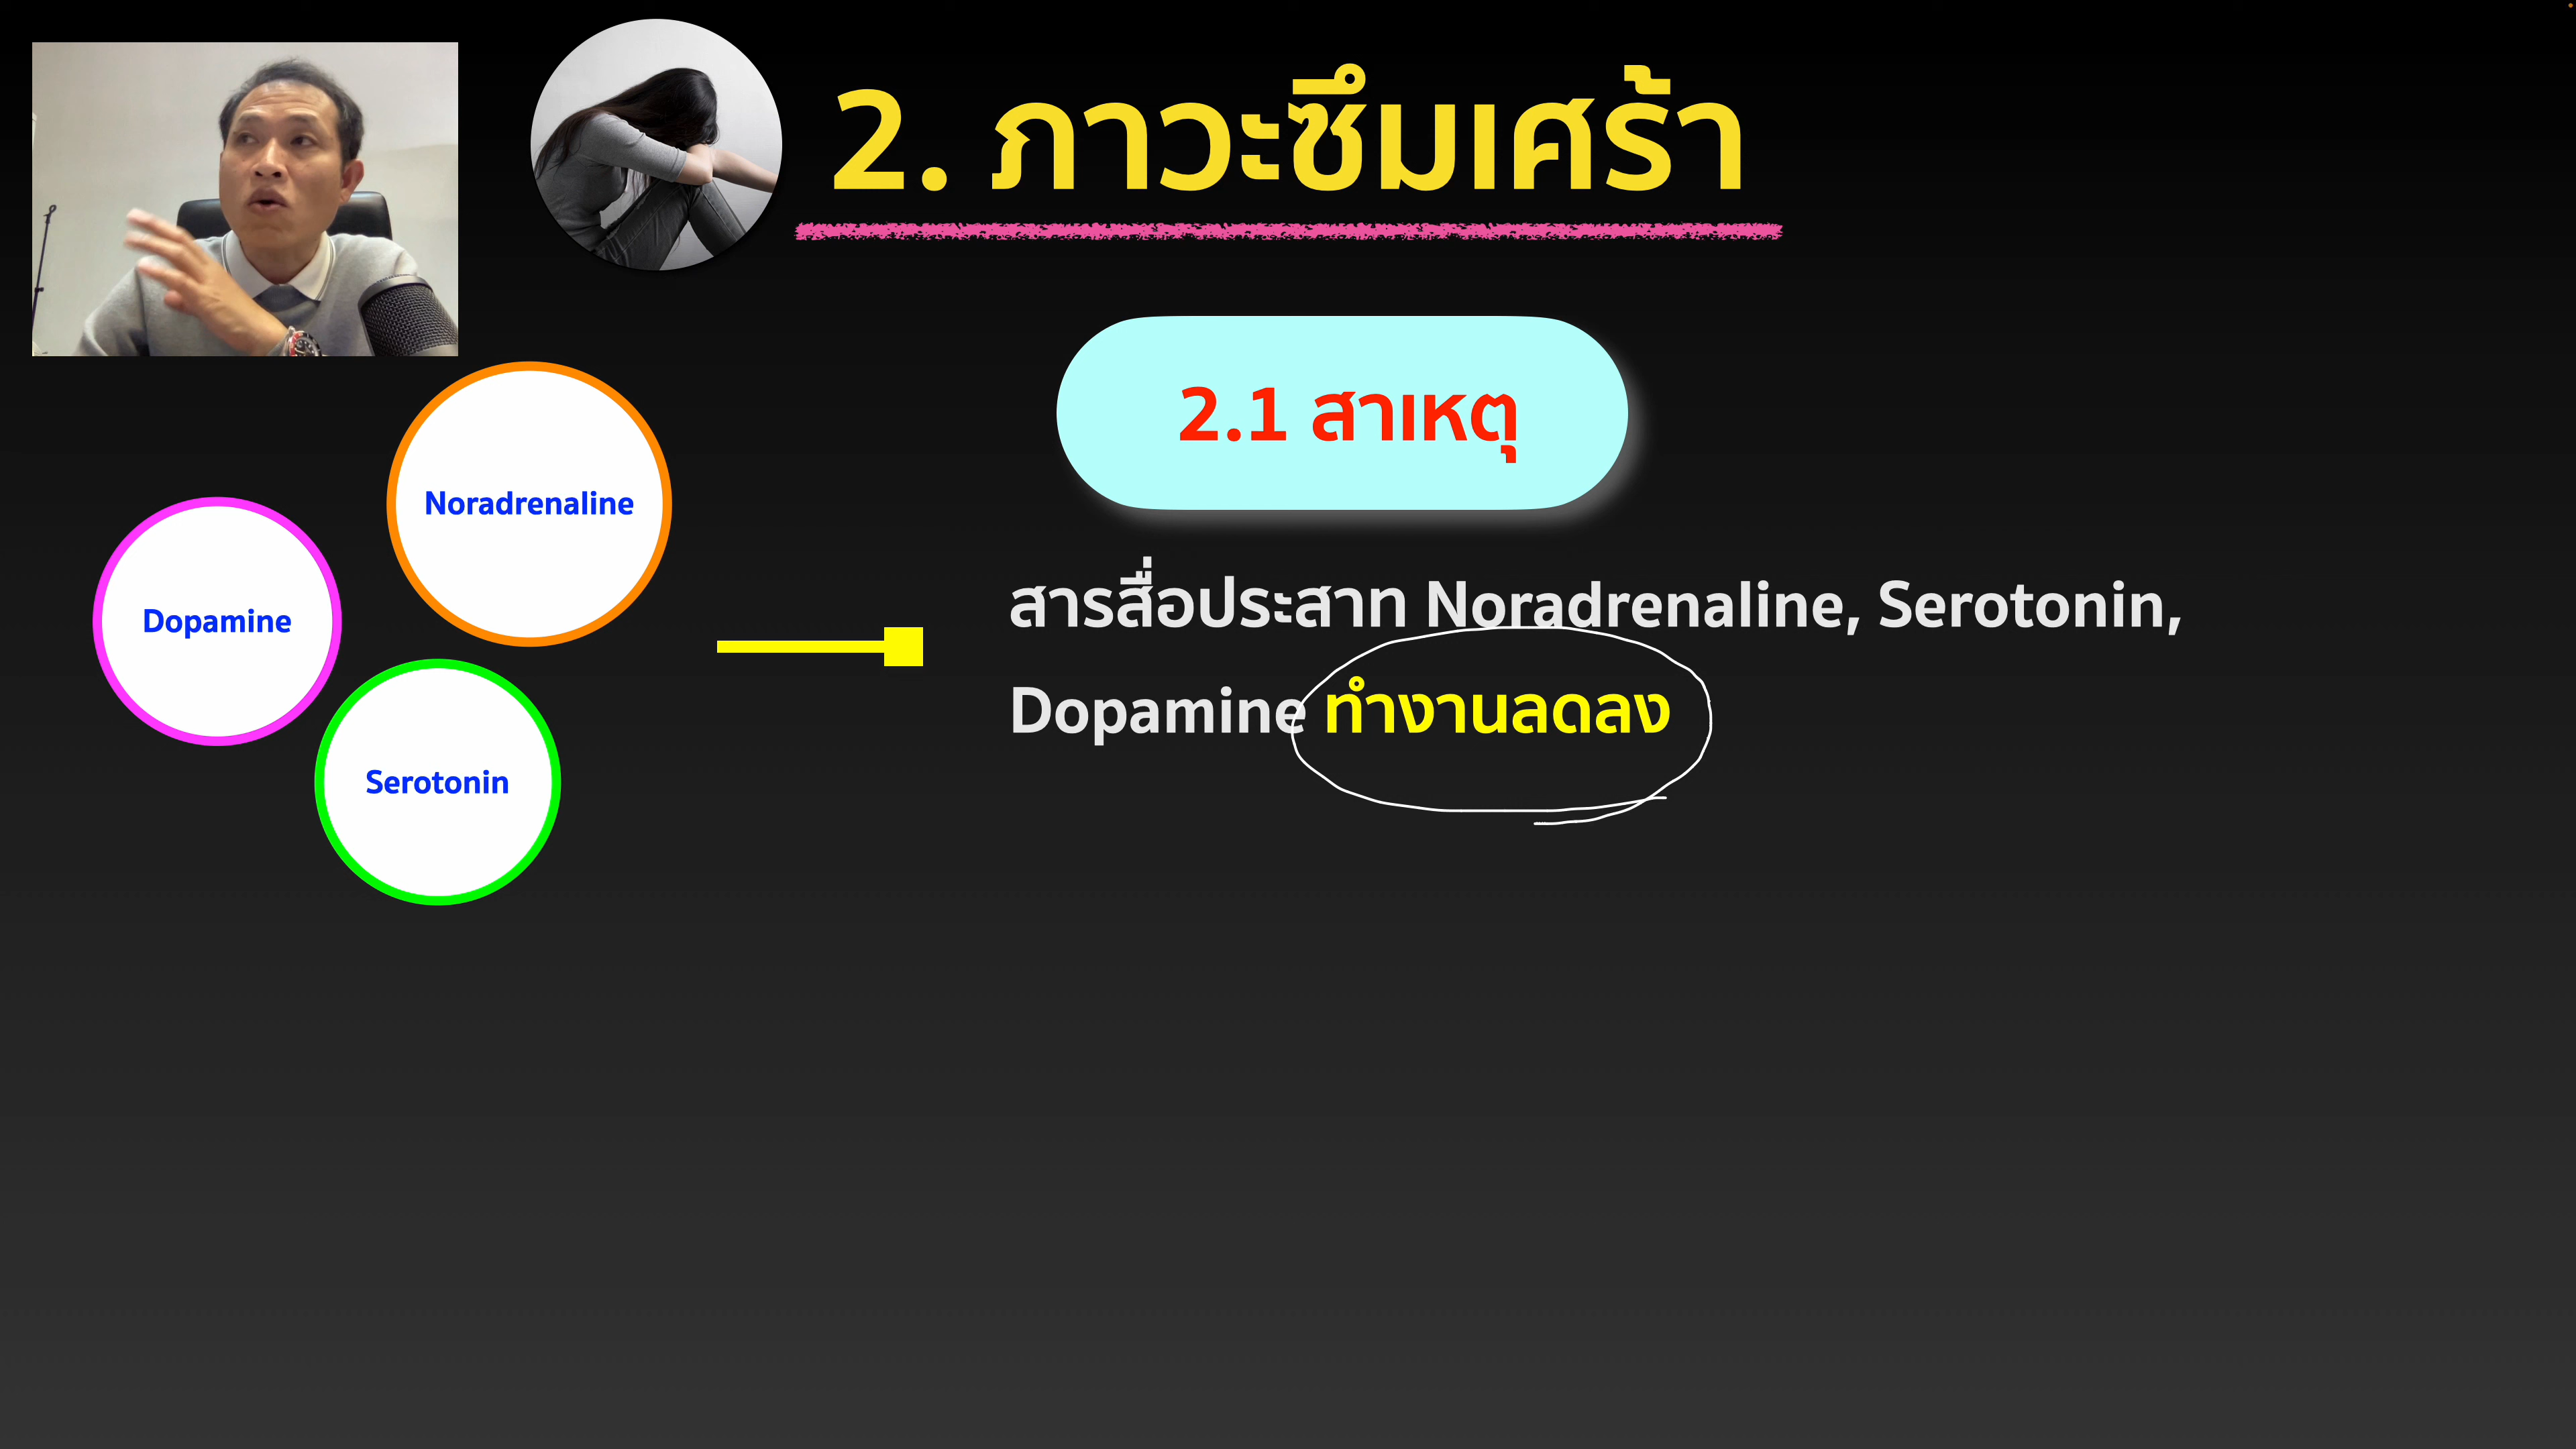 2. ภาวะซึมเศร้า
2.1 สาเหตุ
Noradrenaline
Dopamine
Serotonin
สารสื่อประสาท Noradrenaline, Serotonin,
Dopamine ทำงานลดลง